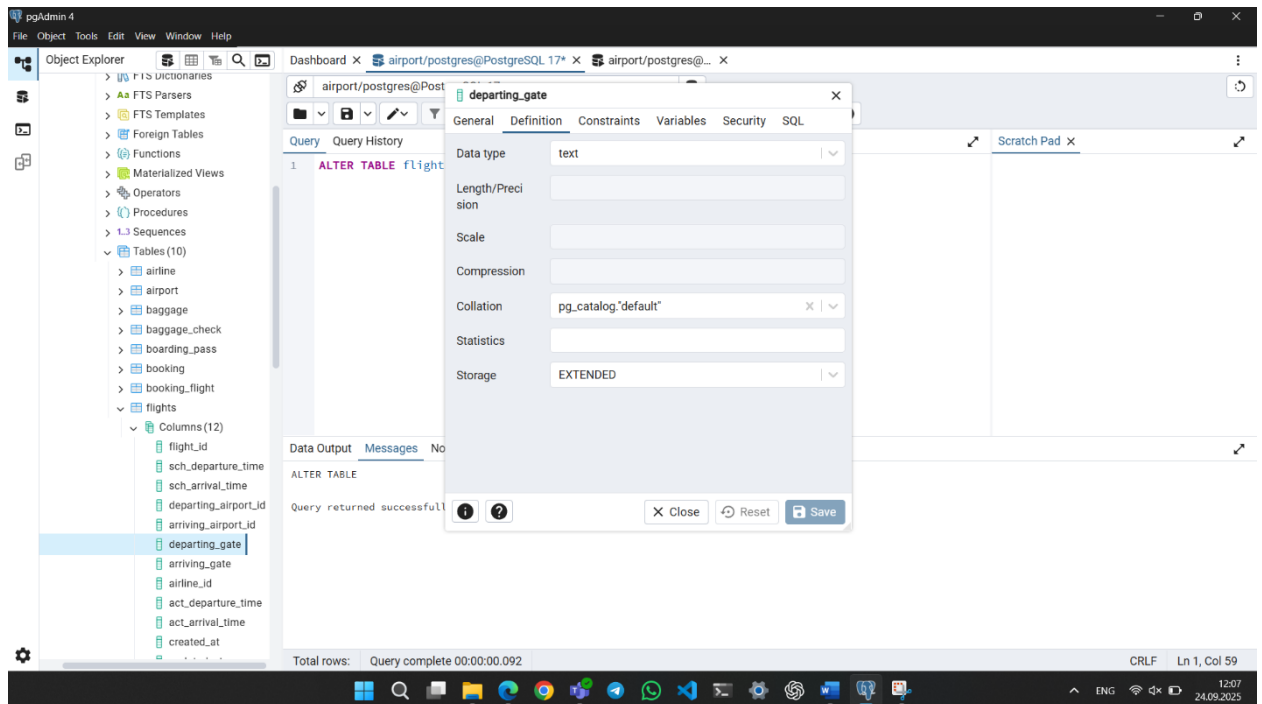 pgAdmin 4
File Object Tools Edit View Window Help
Object Explorer
Dashboard
airport/postgres@PostgreSQL 17*
airport/postgres@...
FTS Dictionaries
FTS Parsers
FTS Templates
Foreign Tables
Functions
Materialized Views
Operators
Procedures
1..3 Sequences
Tables (10)
airline
airport
baggage
baggage_check
boarding_pass
booking
booking_flight
flights
Columns (12)
flight_id
sch_departure_time
sch_arrival_time
departing_airport_id
arriving_airport_id
departing_gate
arriving_gate
airline_id
act_departure_time
act_arrival_time
created_at
airport/postgres@Post
Query Query History
Scratch Pad
1 ALTER TABLE flight
departing_gate
General Definition Constraints Variables Security SQL
Data type text
Length/Preci
sion
Scale
Compression
Collation pg_catalog."default"
Statistics
Storage EXTENDED
Close Reset Save
Data Output Messages No
ALTER TABLE
Query returned successfull
Total rows: Query complete 00:00:00.092
CRLF Ln 1, Col 59
ENG
12:07
24.09.2025